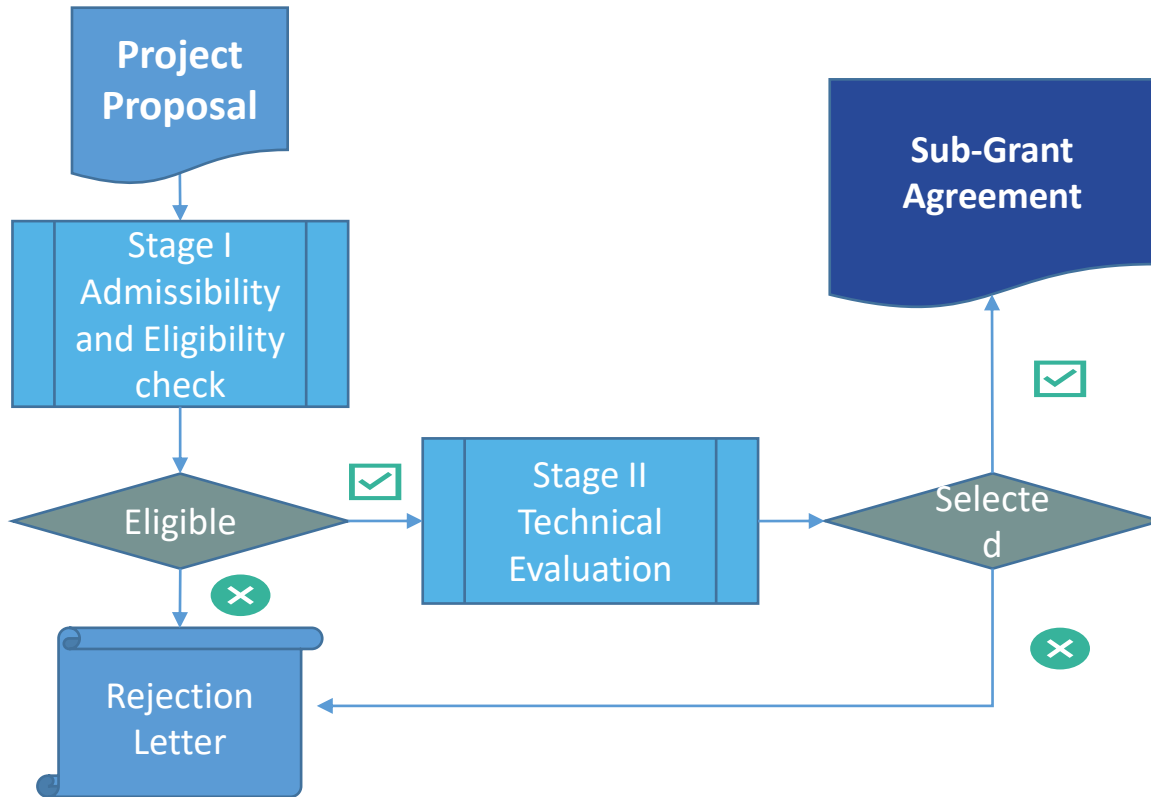 Project
Proposal
Stage I
Admissibility
and Eligibility
check
Eligible
Rejection
Letter
Stage II
Technical
Evaluation
Selecte
d
Sub-Grant
Agreement